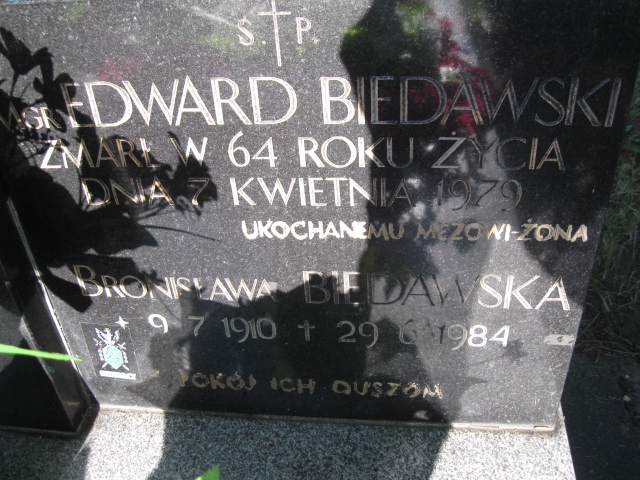 Ś. P.
MGR EDWARD BIEDAWSKI
ZMARŁ W 64 ROKU ŻYCIA
DNIA 7 KWIETNIA 1979
UKOCHANEMU MĘŻOWI-ŻONA
BRONISŁAWA BIEDAWSKA
* 9 7 1910 † 29 6 1984
POKÓJ ICH DUSZOM